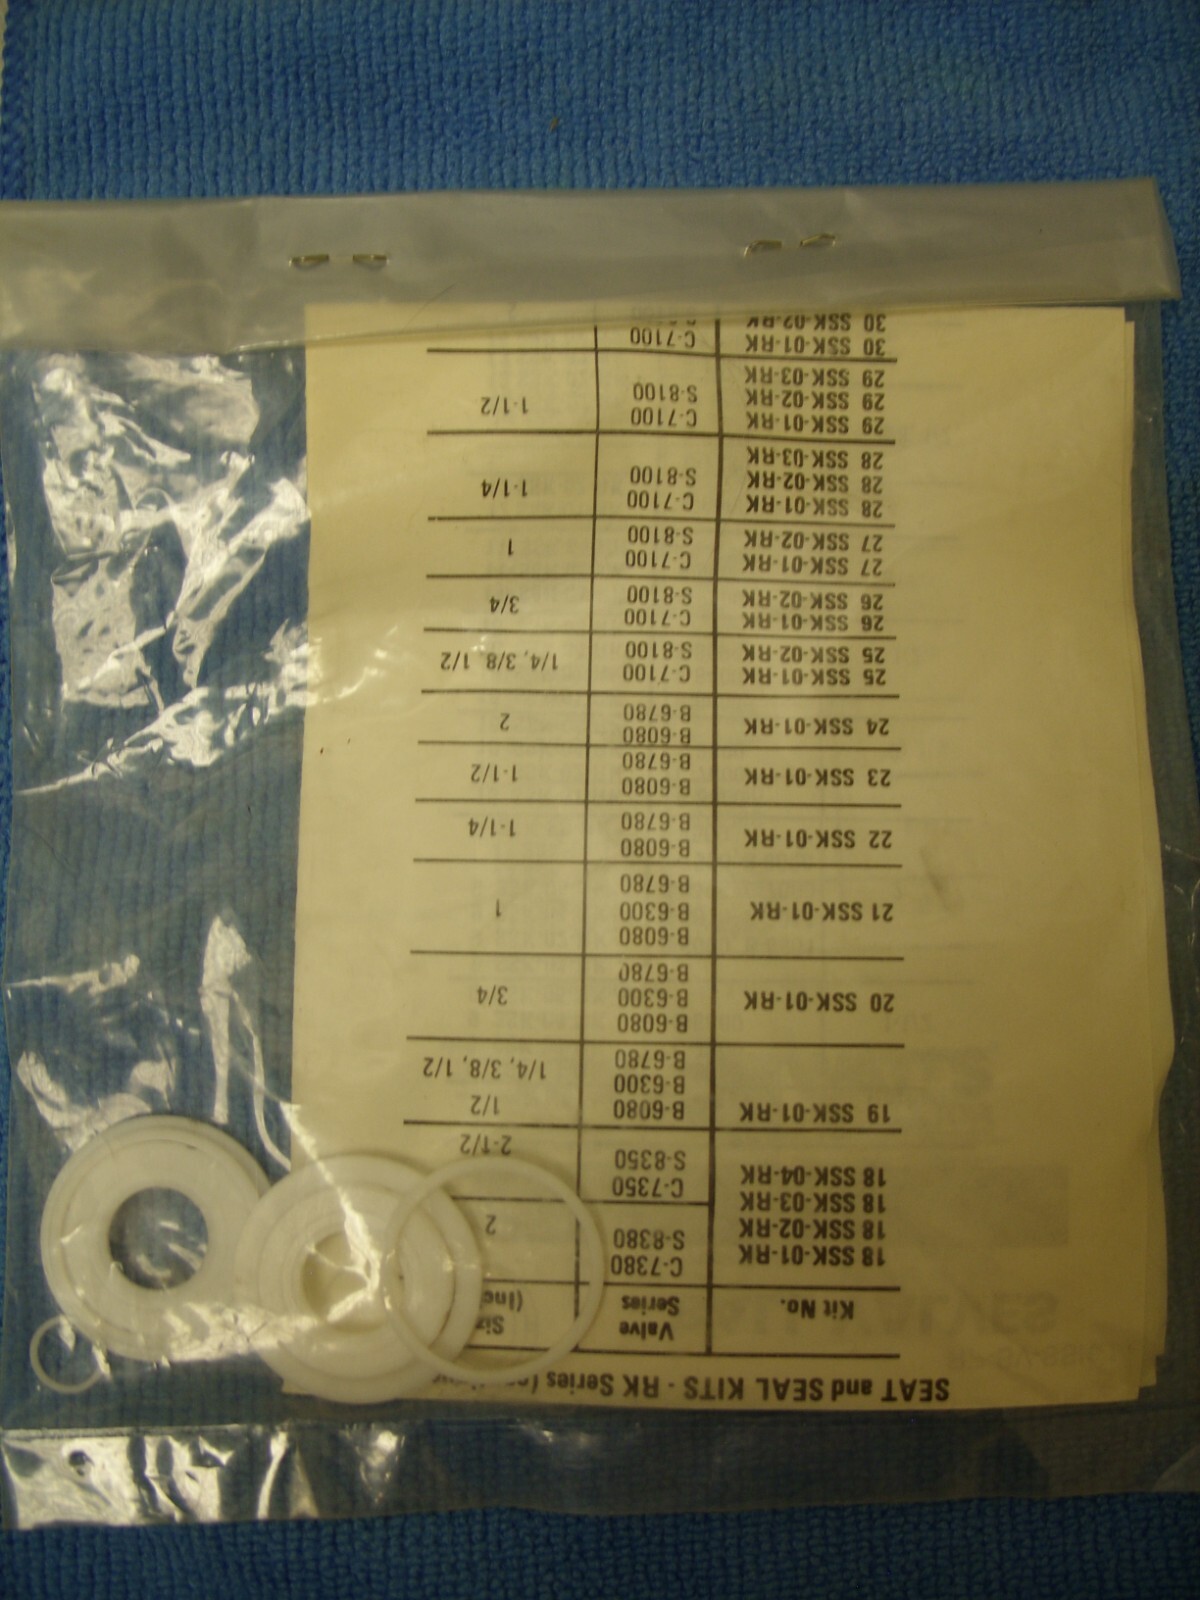 SEAT and SEAL KITS - RK Series
Kit No. Valve Series
18 SSK-01-RK C-7380 2
18 SSK-02-RK S-8380
18 SSK-03-RK C-7350 2-1/2
18 SSK-04-RK S-8350
19 SSK-01-RK B-6080 1/2
B-6300 1/4, 3/8, 1/2
B-6780
20 SSK-01-RK B-6080 3/4
B-6300
B-6780
21 SSK-01-RK B-6080 1
B-6300
B-6780
22 SSK-01-RK B-6080 1-1/4
B-6780
23 SSK-01-RK B-6080 1-1/2
B-6780
24 SSK-01-RK B-6080 2
B-6780
25 SSK-01-RK C-7100 1/4, 3/8, 1/2
25 SSK-02-RK S-8100
26 SSK-01-RK C-7100 3/4
26 SSK-02-RK S-8100
27 SSK-01-RK C-7100 1
27 SSK-02-RK S-8100
28 SSK-01-RK C-7100 1-1/4
28 SSK-02-RK S-8100
28 SSK-03-RK
29 SSK-01-RK C-7100 1-1/2
29 SSK-02-RK S-8100
29 SSK-03-RK
30 SSK-01-RK C-7100
30 SSK-02-RK